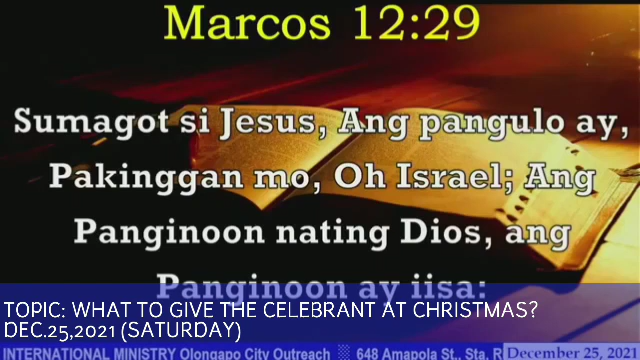 Marcos 12:29
Sumagot si Jesus, Ang pangulo ay,
Pakinggan mo, Oh Israel; Ang
Panginoon nating Dios, ang
Panginoon ay iisa:
TOPIC: WHAT TO GIVE THE CELEBRANT AT CHRISTMAS?
DEC.25,2021 (SATURDAY)
INTERNATIONAL MINISTRY Olongapo City Outreach 648 Amapola St., Sta. R December 25, 2021